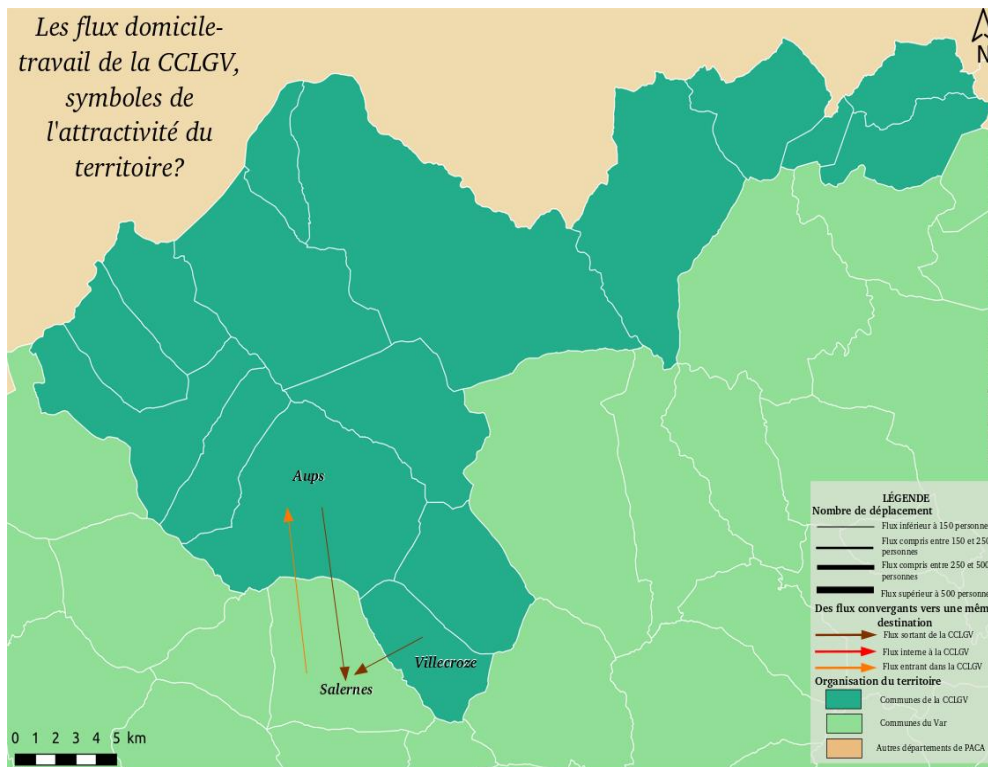 Les flux domicile-
travail de la CCLGV,
symboles de
l'attractivité du
territoire?
N
Aups
Villecroze
Salernes
0 1 2 3 4 5 km
LÉGENDE
Nombre de déplacement
Flux inférieur à 150 personne
Flux compris entre 150 et 250
personnes
Flux compris entre 250 et 500
personnes
Flux supérieur à 500 personne
Des flux convergants vers une mêm
destination
Flux sortant de la CCLGV
Flux interne à la CCLGV
Flux entrant dans la CCLGV
Organisation du territoire
Communes de la CCLGV
Communes du Var
Autres départements de PACA